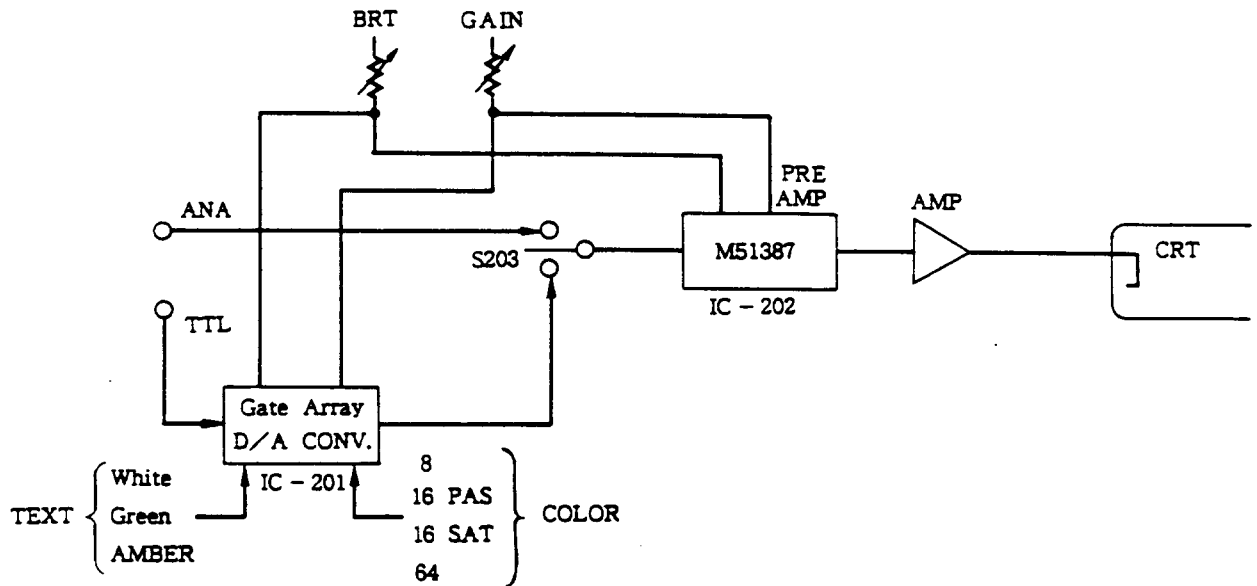 BRT
GAIN
ANA
PRE
AMP
AMP
S203
M51387
CRT
IC - 202
TTL
Gate Array
D/A CONV.
IC - 201
TEXT
White
Green
AMBER
8
16 PAS
16 SAT
64
COLOR